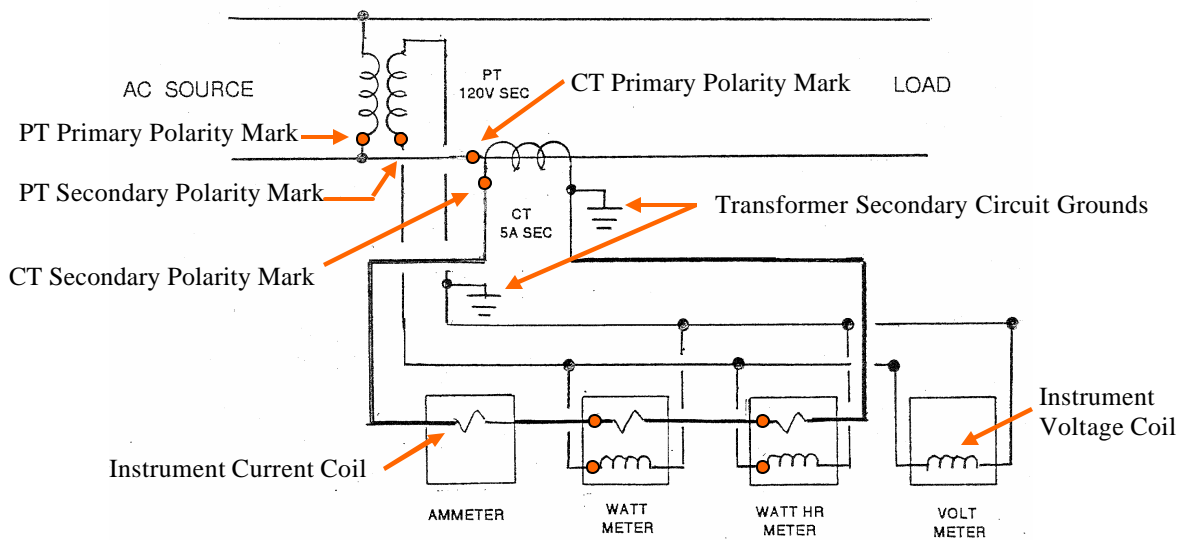 PT
120V SEC
CT Primary Polarity Mark
AC SOURCE
LOAD
PT Primary Polarity Mark
PT Secondary Polarity Mark
CT
5A SEC
Transformer Secondary Circuit Grounds
CT Secondary Polarity Mark
Instrument
Voltage Coil
Instrument Current Coil
AMMETER
WATT
METER
WATT HR
METER
VOLT
METER